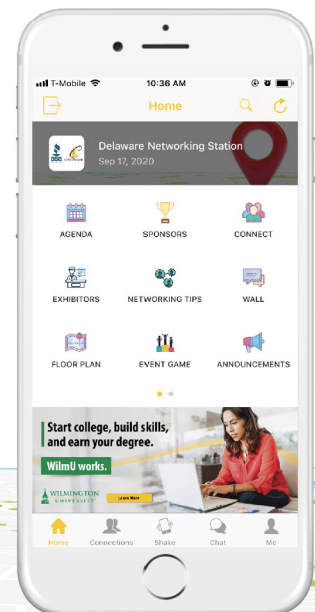 T-Mobile 10:36 AM
Home
Delaware Networking Station
Sep 17, 2020
AGENDA SPONSORS CONNECT
EXHIBITORS NETWORKING TIPS WALL
FLOOR PLAN EVENT GAME ANNOUNCEMENTS
Start college, build skills,
and earn your degree.
WilmU works.
WILMINGTON
UNIVERSITY
Learn More
Home Connections Shake Chat Me